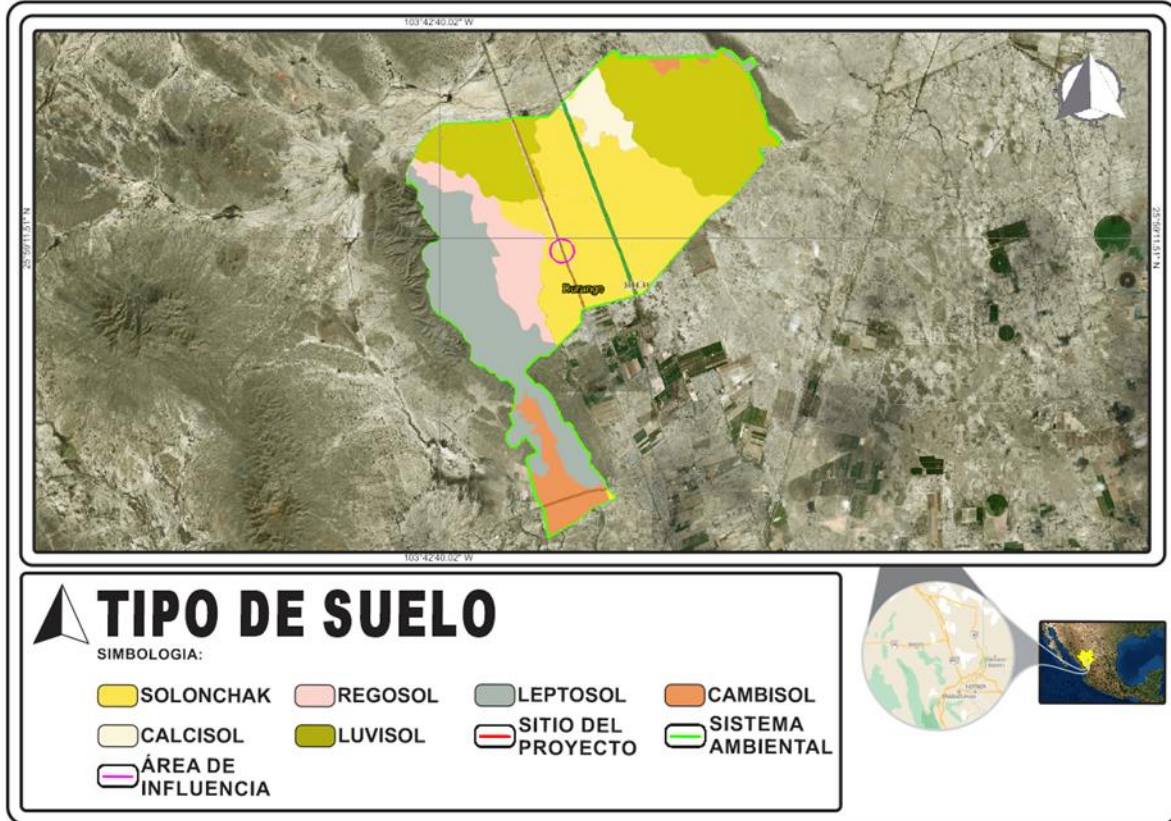 103°42'40.02" W
25°59'11.51" N
25°59'11.51" N
Durango
103°42'40.02" W
TIPO DE SUELO
SIMBOLOGIA:
SOLONCHAK
REGOSOL
LEPTOSOL
CAMBISOL
CALCISOL
LUVISOL
SITIO DEL
PROYECTO
SISTEMA
AMBIENTAL
ÁREA DE
INFLUENCIA